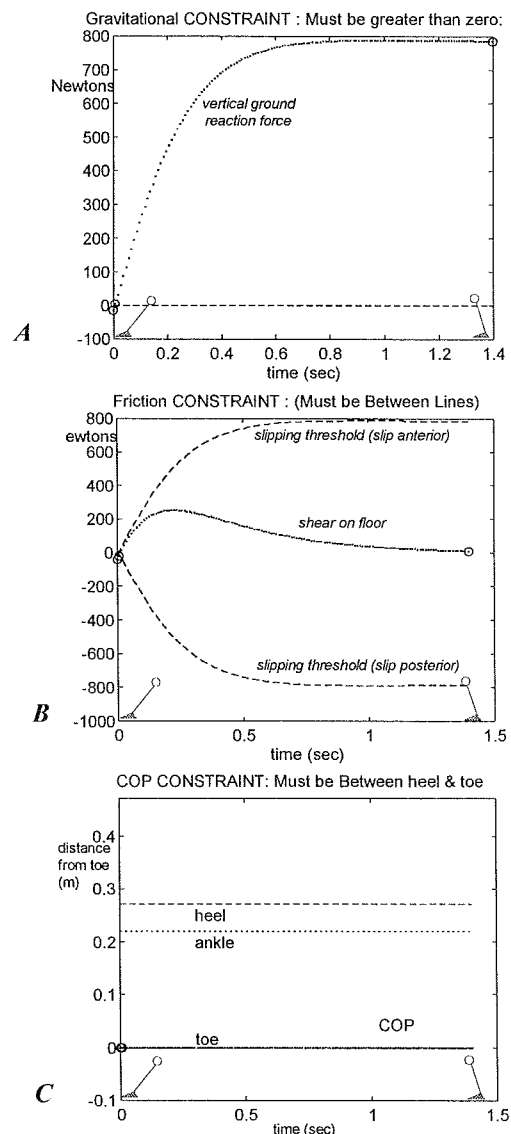 Gravitational CONSTRAINT : Must be greater than zero:
800
Newtons
700
600
vertical ground
reaction force
500
400
300
200
100
0
-100
A
0
0.2
0.4
0.6
0.8
1
1.2
1.4
time (sec)
Friction CONSTRAINT : (Must be Between Lines)
800
ewtons
slipping threshold (slip anterior)
600
400
200
shear on floor
0
-200
-400
-600
slipping threshold (slip posterior)
-800
-1000
B
0
0.5
1
1.5
time (sec)
COP CONSTRAINT: Must be Between heel & toe
0.4
distance
from toe
(m)
0.3
heel
0.2
ankle
0.1
COP
toe
0
-0.1
C
0
0.5
1
1.5
time (sec)